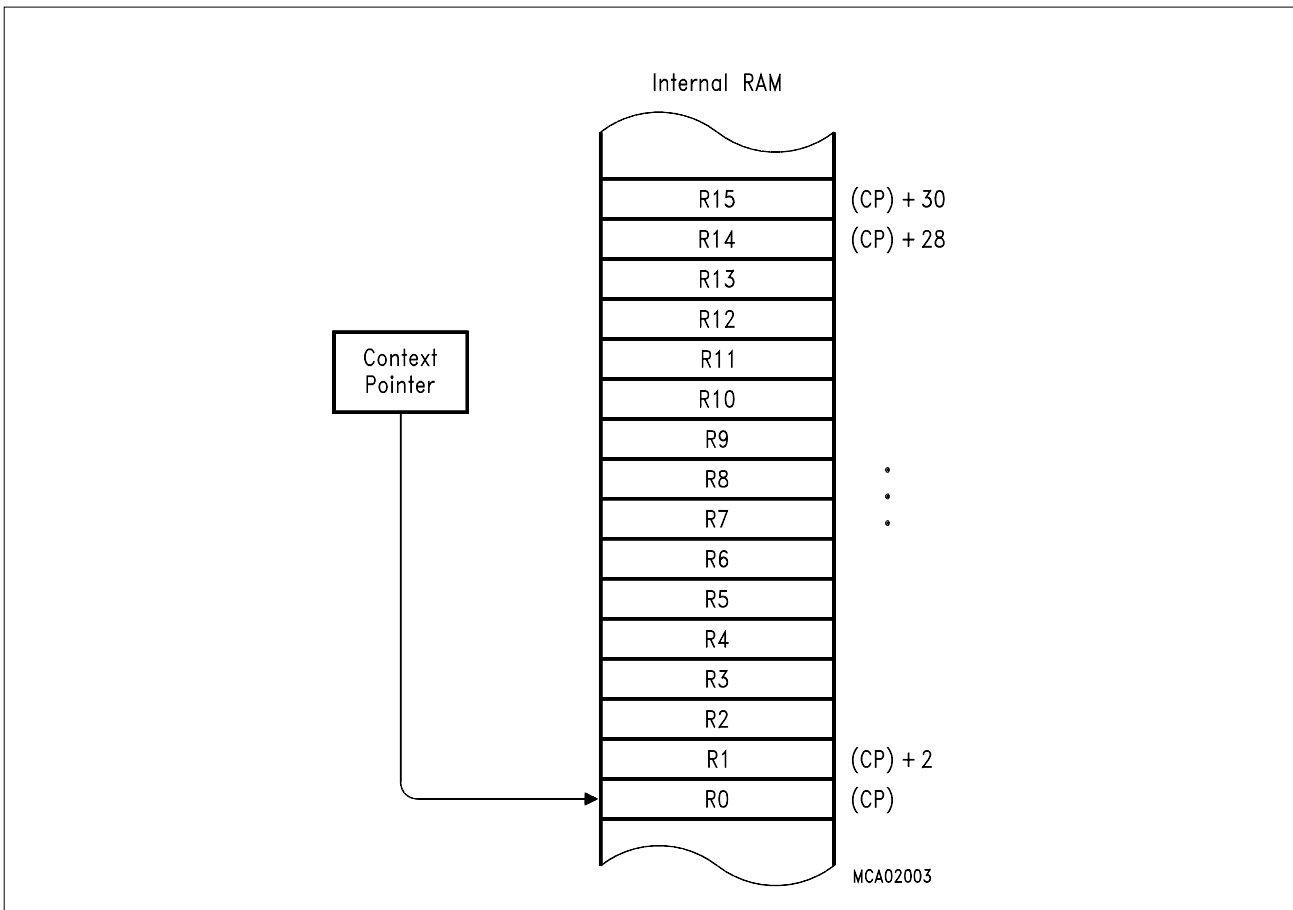 Internal RAM
R15 (CP) + 30
R14 (CP) + 28
R13
R12
Context
Pointer
R11
R10
R9
R8
R7
R6
R5
R4
R3
R2
R1 (CP) + 2
R0 (CP)
MCA02003